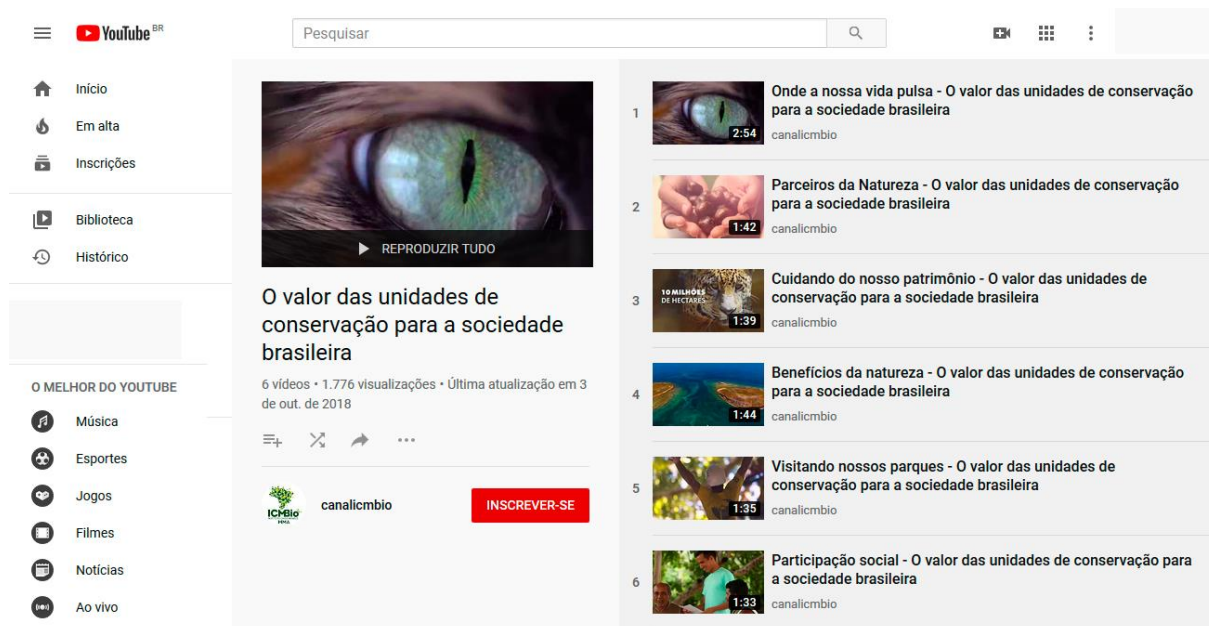 YouTube BR
Pesquisar
Início
Em alta
Inscrições
Biblioteca
Histórico
O MELHOR DO YOUTUBE
Música
Esportes
Jogos
Filmes
Notícias
Ao vivo
REPRODUZIR TUDO
O valor das unidades de
conservação para a sociedade
brasileira
6 vídeos • 1.776 visualizações • Última atualização em 3
de out. de 2018
ICMBio
MMA
canalicmbio
INSCREVER-SE
1
2:54
Onde a nossa vida pulsa - O valor das unidades de conservação
para a sociedade brasileira
canalicmbio
2
1:42
Parceiros da Natureza - O valor das unidades de conservação
para a sociedade brasileira
canalicmbio
3
10 MILHÕES
DE HECTARES
1:39
Cuidando do nosso patrimônio - O valor das unidades de
conservação para a sociedade brasileira
canalicmbio
4
1:44
Benefícios da natureza - O valor das unidades de conservação
para a sociedade brasileira
canalicmbio
5
1:35
Visitando nossos parques - O valor das unidades de
conservação para a sociedade brasileira
canalicmbio
6
1:33
Participação social - O valor das unidades de conservação para
a sociedade brasileira
canalicmbio